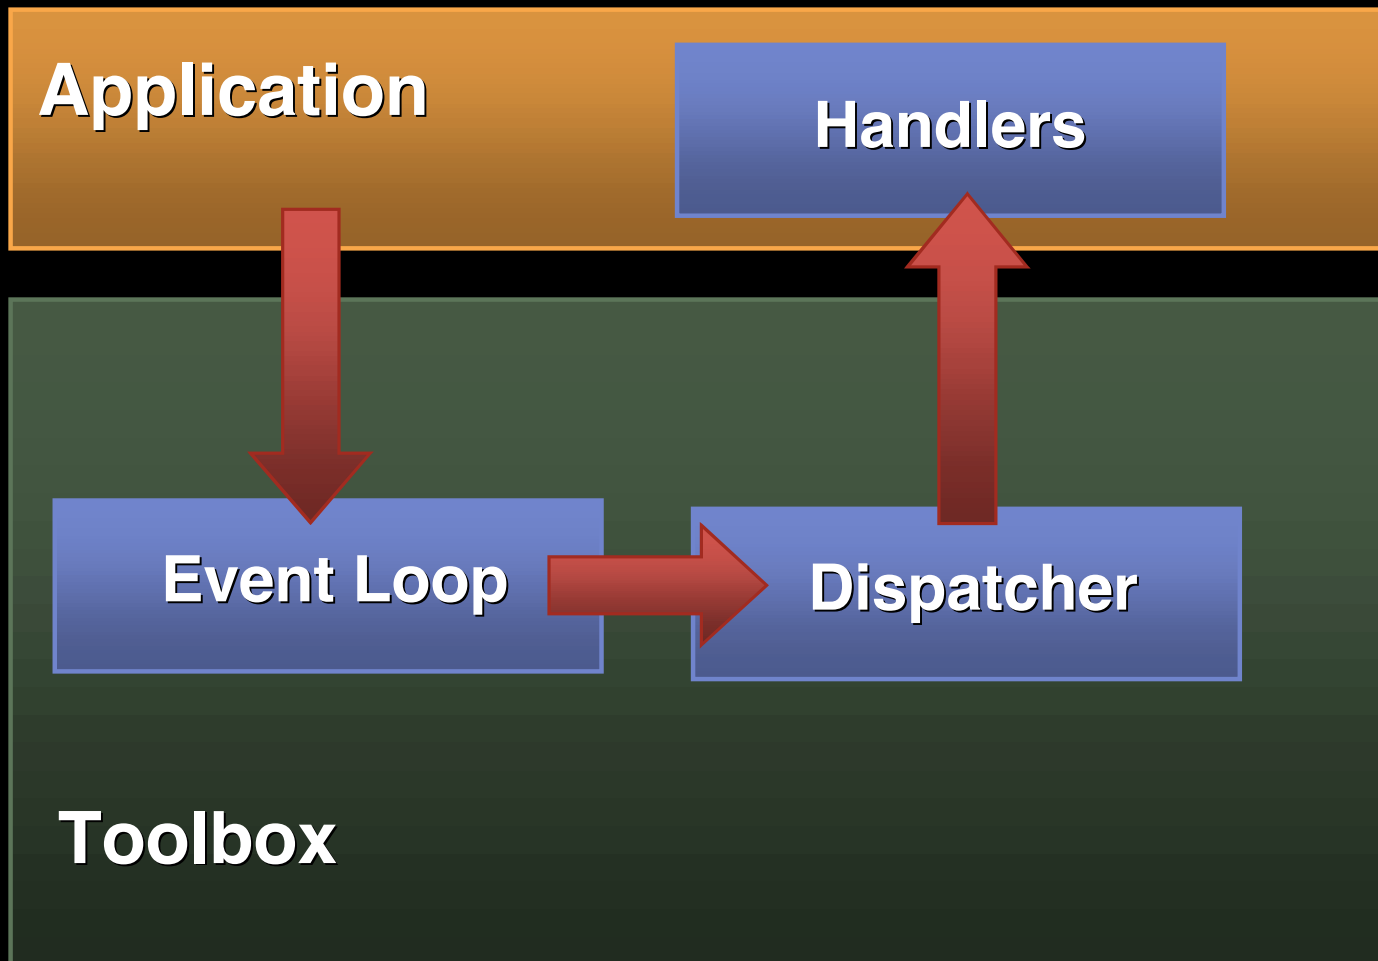 Application
Handlers
Event Loop
Dispatcher
Toolbox